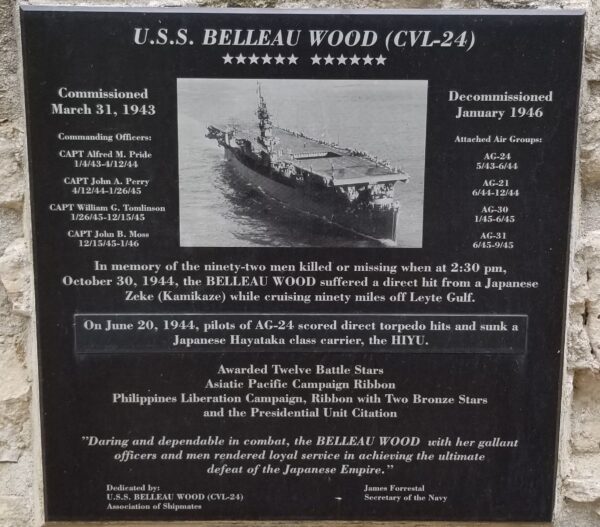 U.S.S. BELLEAU WOOD (CVL-24)
★★★★★★ ★★★★★★
Commissioned
March 31, 1943
Commanding Officers:
CAPT Alfred M. Pride
1/4/43-4/12/44
CAPT John A. Perry
4/12/44-1/26/45
CAPT William G. Tomlinson
1/26/45-12/15/45
CAPT John B. Moss
12/15/45-1/46
Decommissioned
January 1946
Attached Air Groups:
AG-24
5/43-6/44
AG-21
6/44-12/44
AG-30
1/45-6/45
AG-31
6/45-9/45
In memory of the ninety-two men killed or missing when at 2:30 pm,
October 30, 1944, the BELLEAU WOOD suffered a direct hit from a Japanese
Zeke (Kamikaze) while cruising ninety miles off Leyte Gulf.
On June 20, 1944, pilots of AG-24 scored direct torpedo hits and sunk a
Japanese Hayataka class carrier, the HIYU.
Awarded Twelve Battle Stars
Asiatic Pacific Campaign Ribbon
Philippines Liberation Campaign, Ribbon with Two Bronze Stars
and the Presidential Unit Citation
"Daring and dependable in combat, the BELLEAU WOOD with her gallant
officers and men rendered loyal service in achieving the ultimate
defeat of the Japanese Empire."
Dedicated by:
U.S.S. BELLEAU WOOD (CVL-24)
Association of Shipmates
James Forrestal
Secretary of the Navy